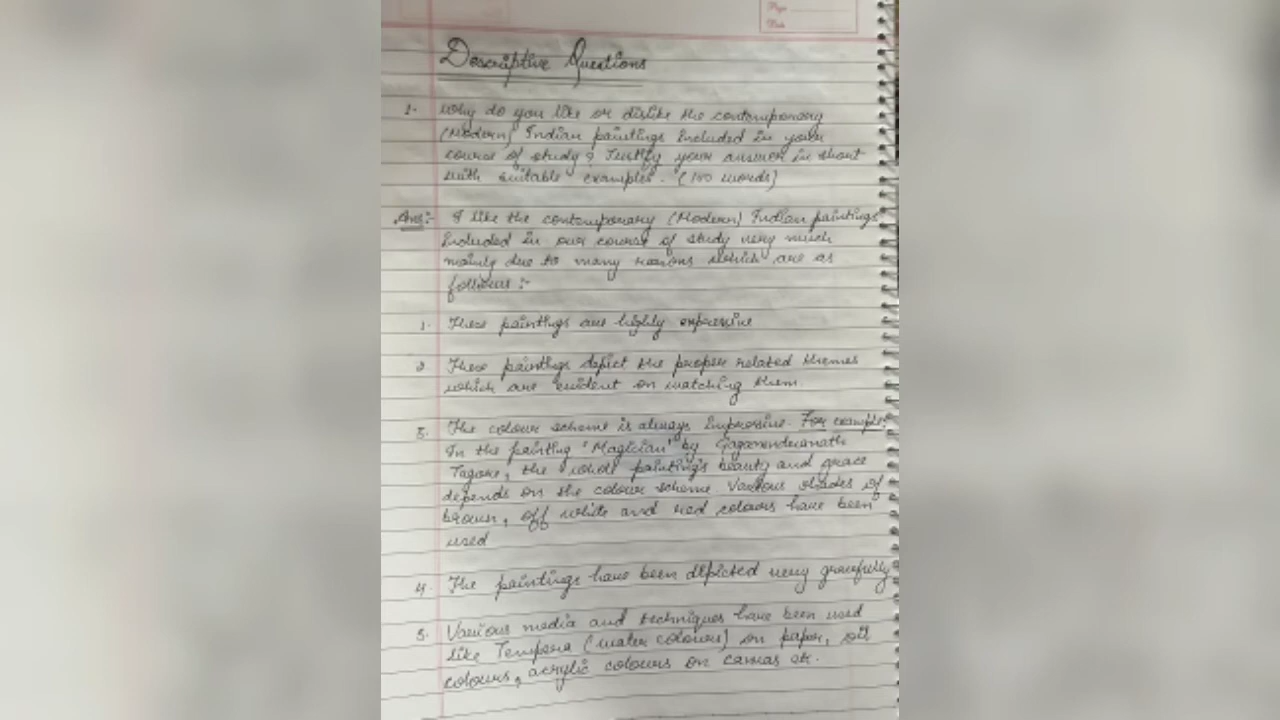 Page
Date
Descriptive Questions
1. Why do you like or dislike the contemporary
(Modern) Indian paintings included in your
course of study? Justify your answer in short
with suitable examples. (100 words)
Ans:- I like the contemporary (Modern) Indian paintings
included in our course of study very much
mainly due to many reasons which are as
follows:-
1. These paintings are highly expressive
2 These paintings depict the proper related themes
which are evident on watching them.
3. The colour scheme is always impressive. For example:
In the painting 'Magician' by Gaganendranath
Tagore, the whole painting's beauty and grace
depends on the colour scheme. Various shades of
brown, off white and red colours have been
used
4. The paintings have been depicted very gracefully
5. Various media and techniques have been used
like Tempera (water colours) on paper, oil
colours, acrylic colours on canvas etc.